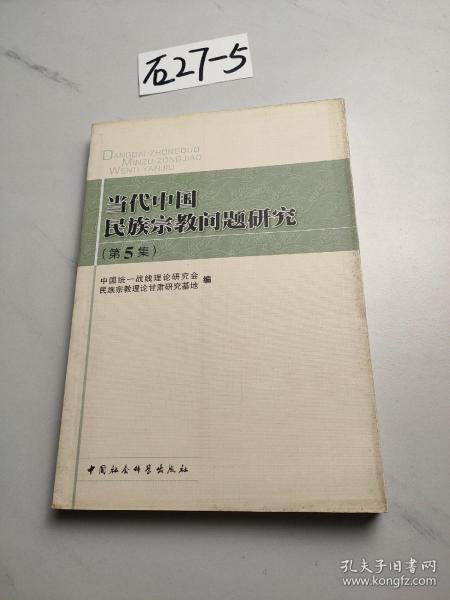 石27-5
DANGDAI ZHONGGUO
MINZU ZONGJIAO
WENTI YANJIU
当代中国
民族宗教问题研究
（第5集）
中国统一战线理论研究会
民族宗教理论甘肃研究基地 编
中国社会科学出版社
孔夫子旧书网
www.kongfz.com